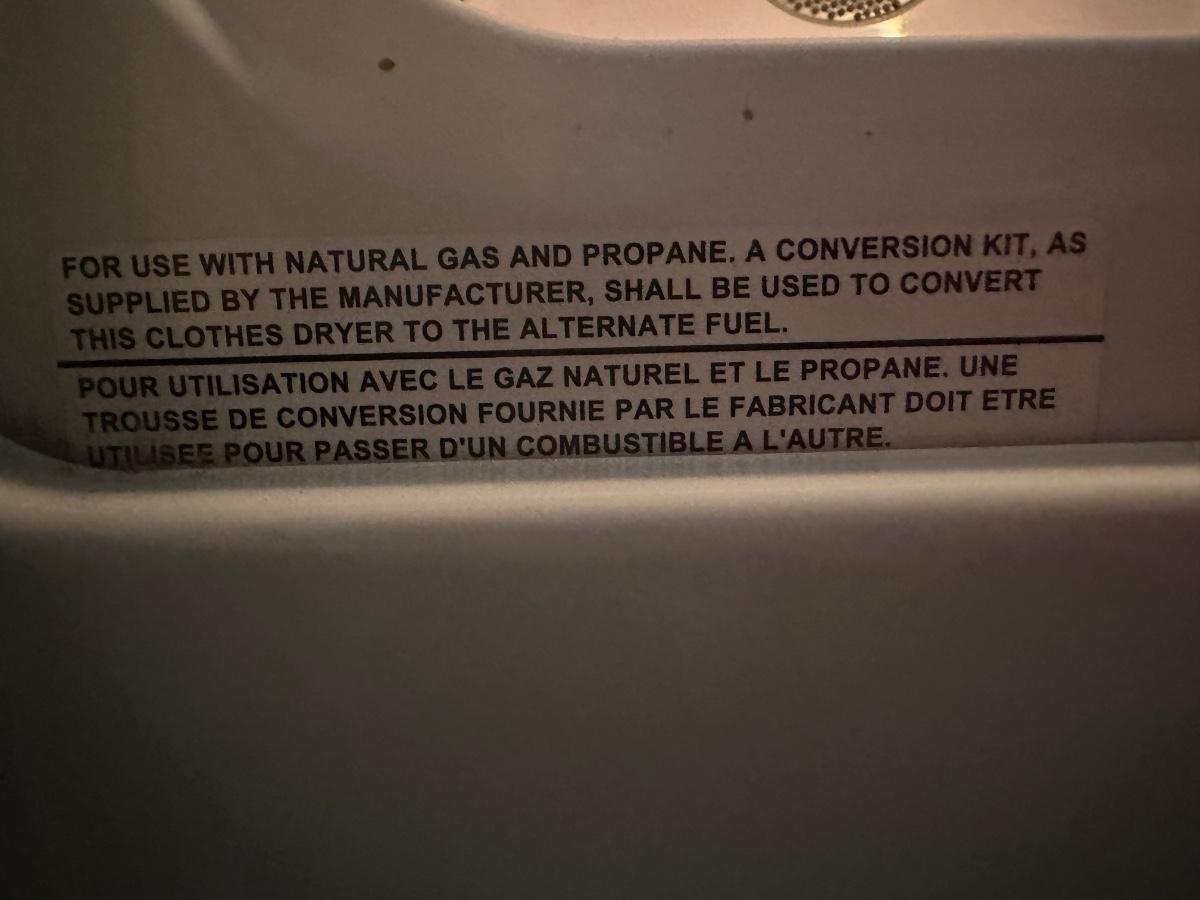 FOR USE WITH NATURAL GAS AND PROPANE. A CONVERSION KIT, AS
SUPPLIED BY THE MANUFACTURER, SHALL BE USED TO CONVERT
THIS CLOTHES DRYER TO THE ALTERNATE FUEL.
POUR UTILISATION AVEC LE GAZ NATUREL ET LE PROPANE. UNE
TROUSSE DE CONVERSION FOURNIE PAR LE FABRICANT DOIT ETRE
UTILISEE POUR PASSER D'UN COMBUSTIBLE A L'AUTRE.